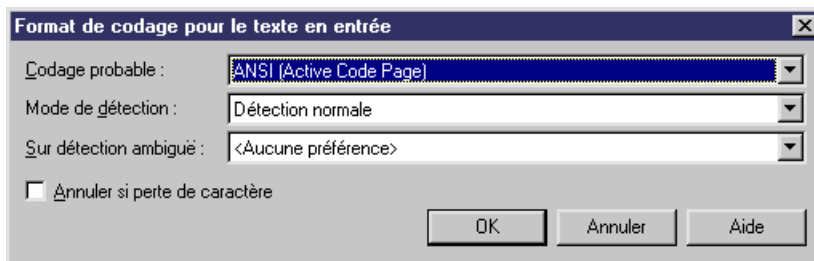 Format de codage pour le texte en entrée
Codage probable : ANSI (Active Code Page)
Mode de détection : Détection normale
Sur détection ambiguë : <Aucune préférence>
Annuler si perte de caractère
OK Annuler Aide